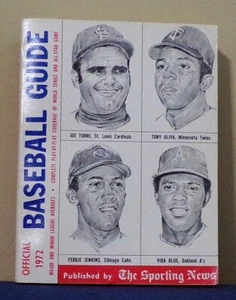 OFFICIAL
1972
BASEBALL GUIDE
MAJOR AND MINOR LEAGUE AVERAGES • COMPLETE PLAY-BY-PLAY COVERAGE OF WORLD SERIES AND ALL-STAR GAME
JOE TORRE, St. Louis Cardinals
TONY OLIVA, Minnesota Twins
FERGIE JENKINS, Chicago Cubs
VIDA BLUE, Oakland A's
Published by The Sporting News